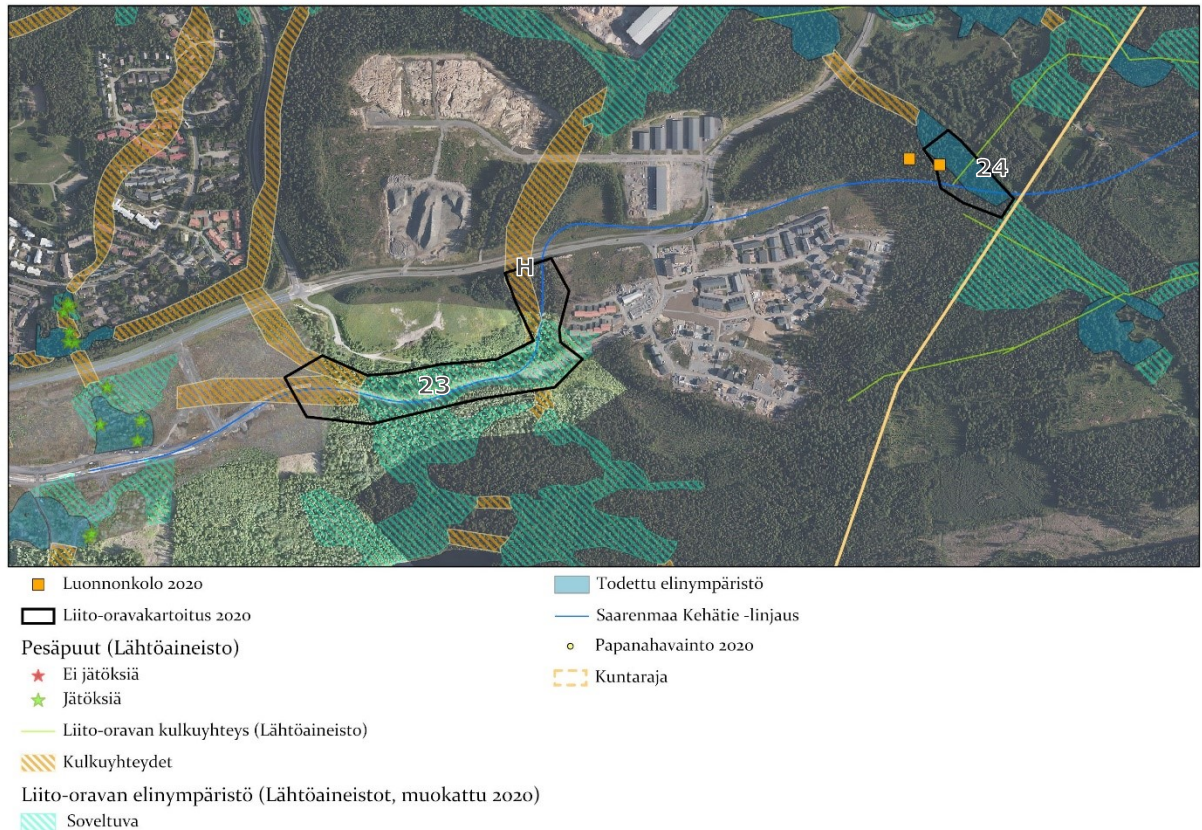 24
H
23
Luonnonkolo 2020
Liito-oravakartoitus 2020
Pesäpuut (Lähtöaineisto)
Ei jätöksiä
Jätöksiä
Liito-oravan kulkuyhteys (Lähtöaineisto)
Kulkuyhteydet
Liito-oravan elinympäristö (Lähtöaineistot, muokattu 2020)
Soveltuva
Todettu elinympäristö
Saarenmaa Kehätie -linjaus
Papanahavainto 2020
Kuntaraja